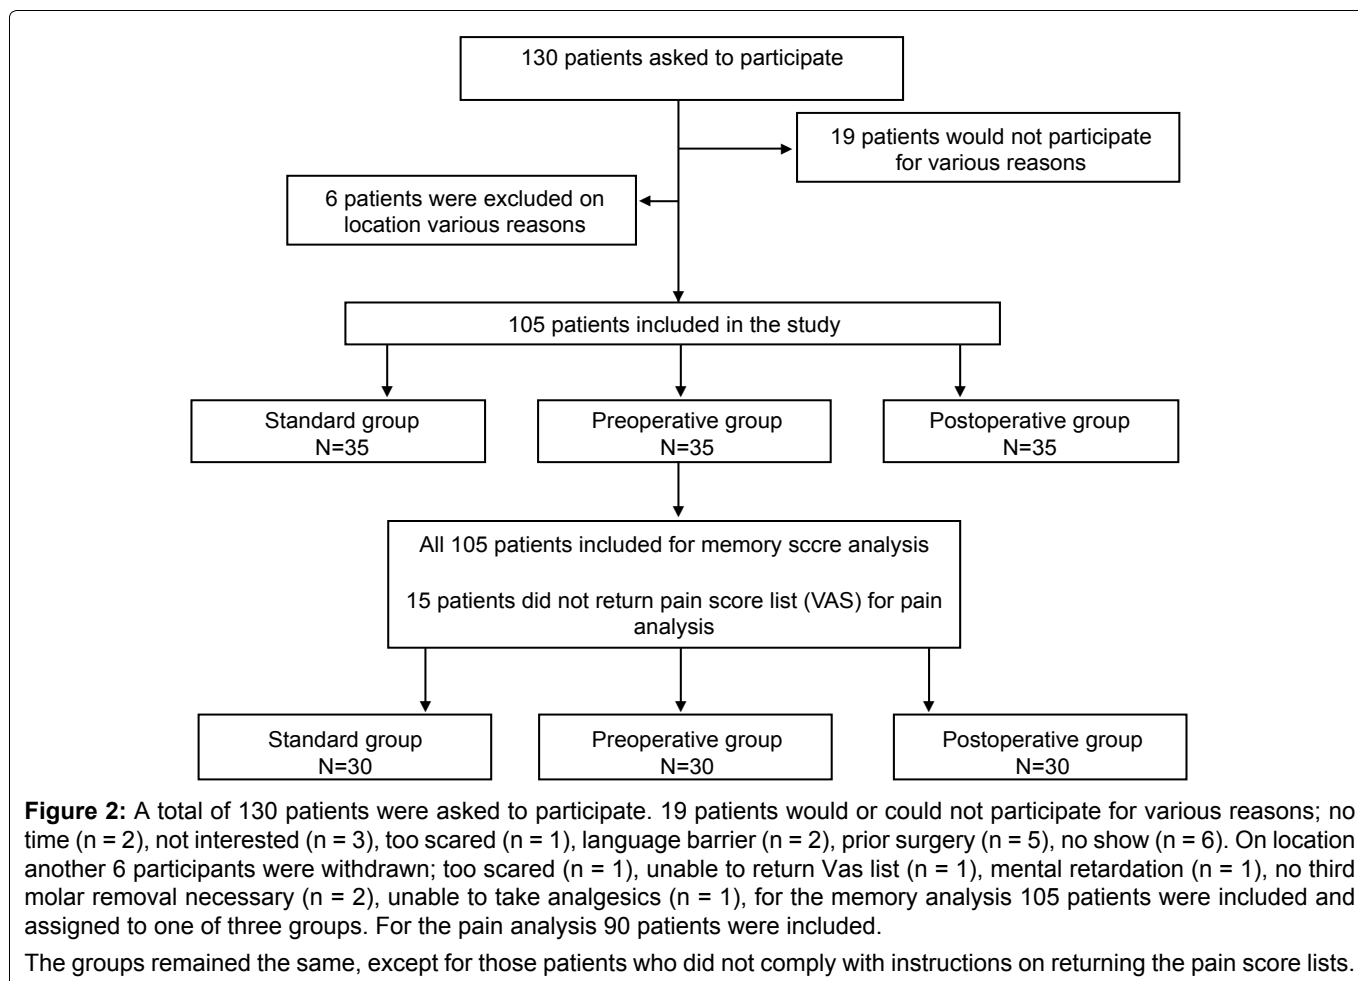 130 patients asked to participate
19 patients would not participate
for various reasons
6 patients were excluded on
location various reasons
105 patients included in the study
Standard group
N=35
Preoperative group
N=35
Postoperative group
N=35
All 105 patients included for memory sccre analysis
15 patients did not return pain score list (VAS) for pain
analysis
Standard group
N=30
Preoperative group
N=30
Postoperative group
N=30
Figure 2: A total of 130 patients were asked to participate. 19 patients would or could not participate for various reasons; no
time (n = 2), not interested (n = 3), too scared (n = 1), language barrier (n = 2), prior surgery (n = 5), no show (n = 6). On location
another 6 participants were withdrawn; too scared (n = 1), unable to return Vas list (n = 1), mental retardation (n = 1), no third
molar removal necessary (n = 2), unable to take analgesics (n = 1), for the memory analysis 105 patients were included and
assigned to one of three groups. For the pain analysis 90 patients were included.
The groups remained the same, except for those patients who did not comply with instructions on returning the pain score lists.